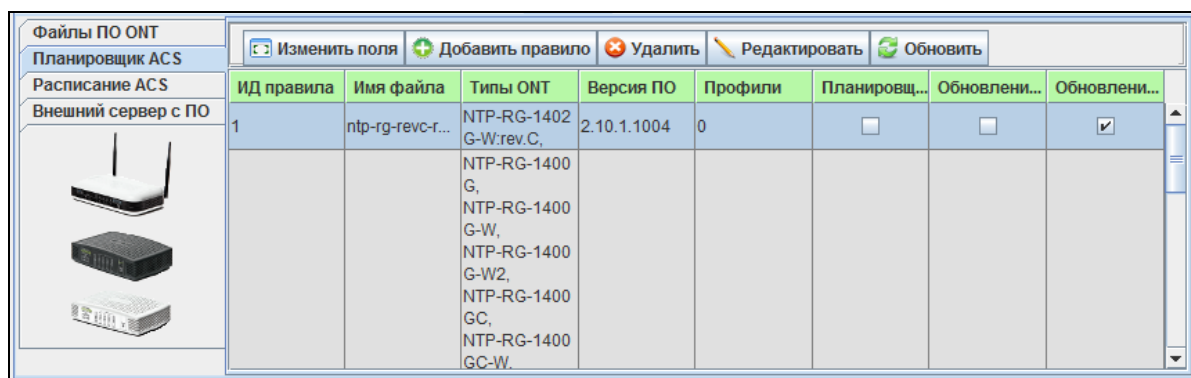 Файлы ПО ONT
Планировщик ACS
Расписание ACS
Внешний сервер с ПО
Изменить поля Добавить правило Удалить Редактировать Обновить
ИД правила Имя файла Типы ONT Версия ПО Профили Планировщ... Обновлени... Обновлени...
1 ntp-rg-revc-r... NTP-RG-1402 2.10.1.1004 0
G-W:rev.C,
NTP-RG-1400
G,
NTP-RG-1400
G-W,
NTP-RG-1400
G-W2,
NTP-RG-1400
GC,
NTP-RG-1400
GC-W,